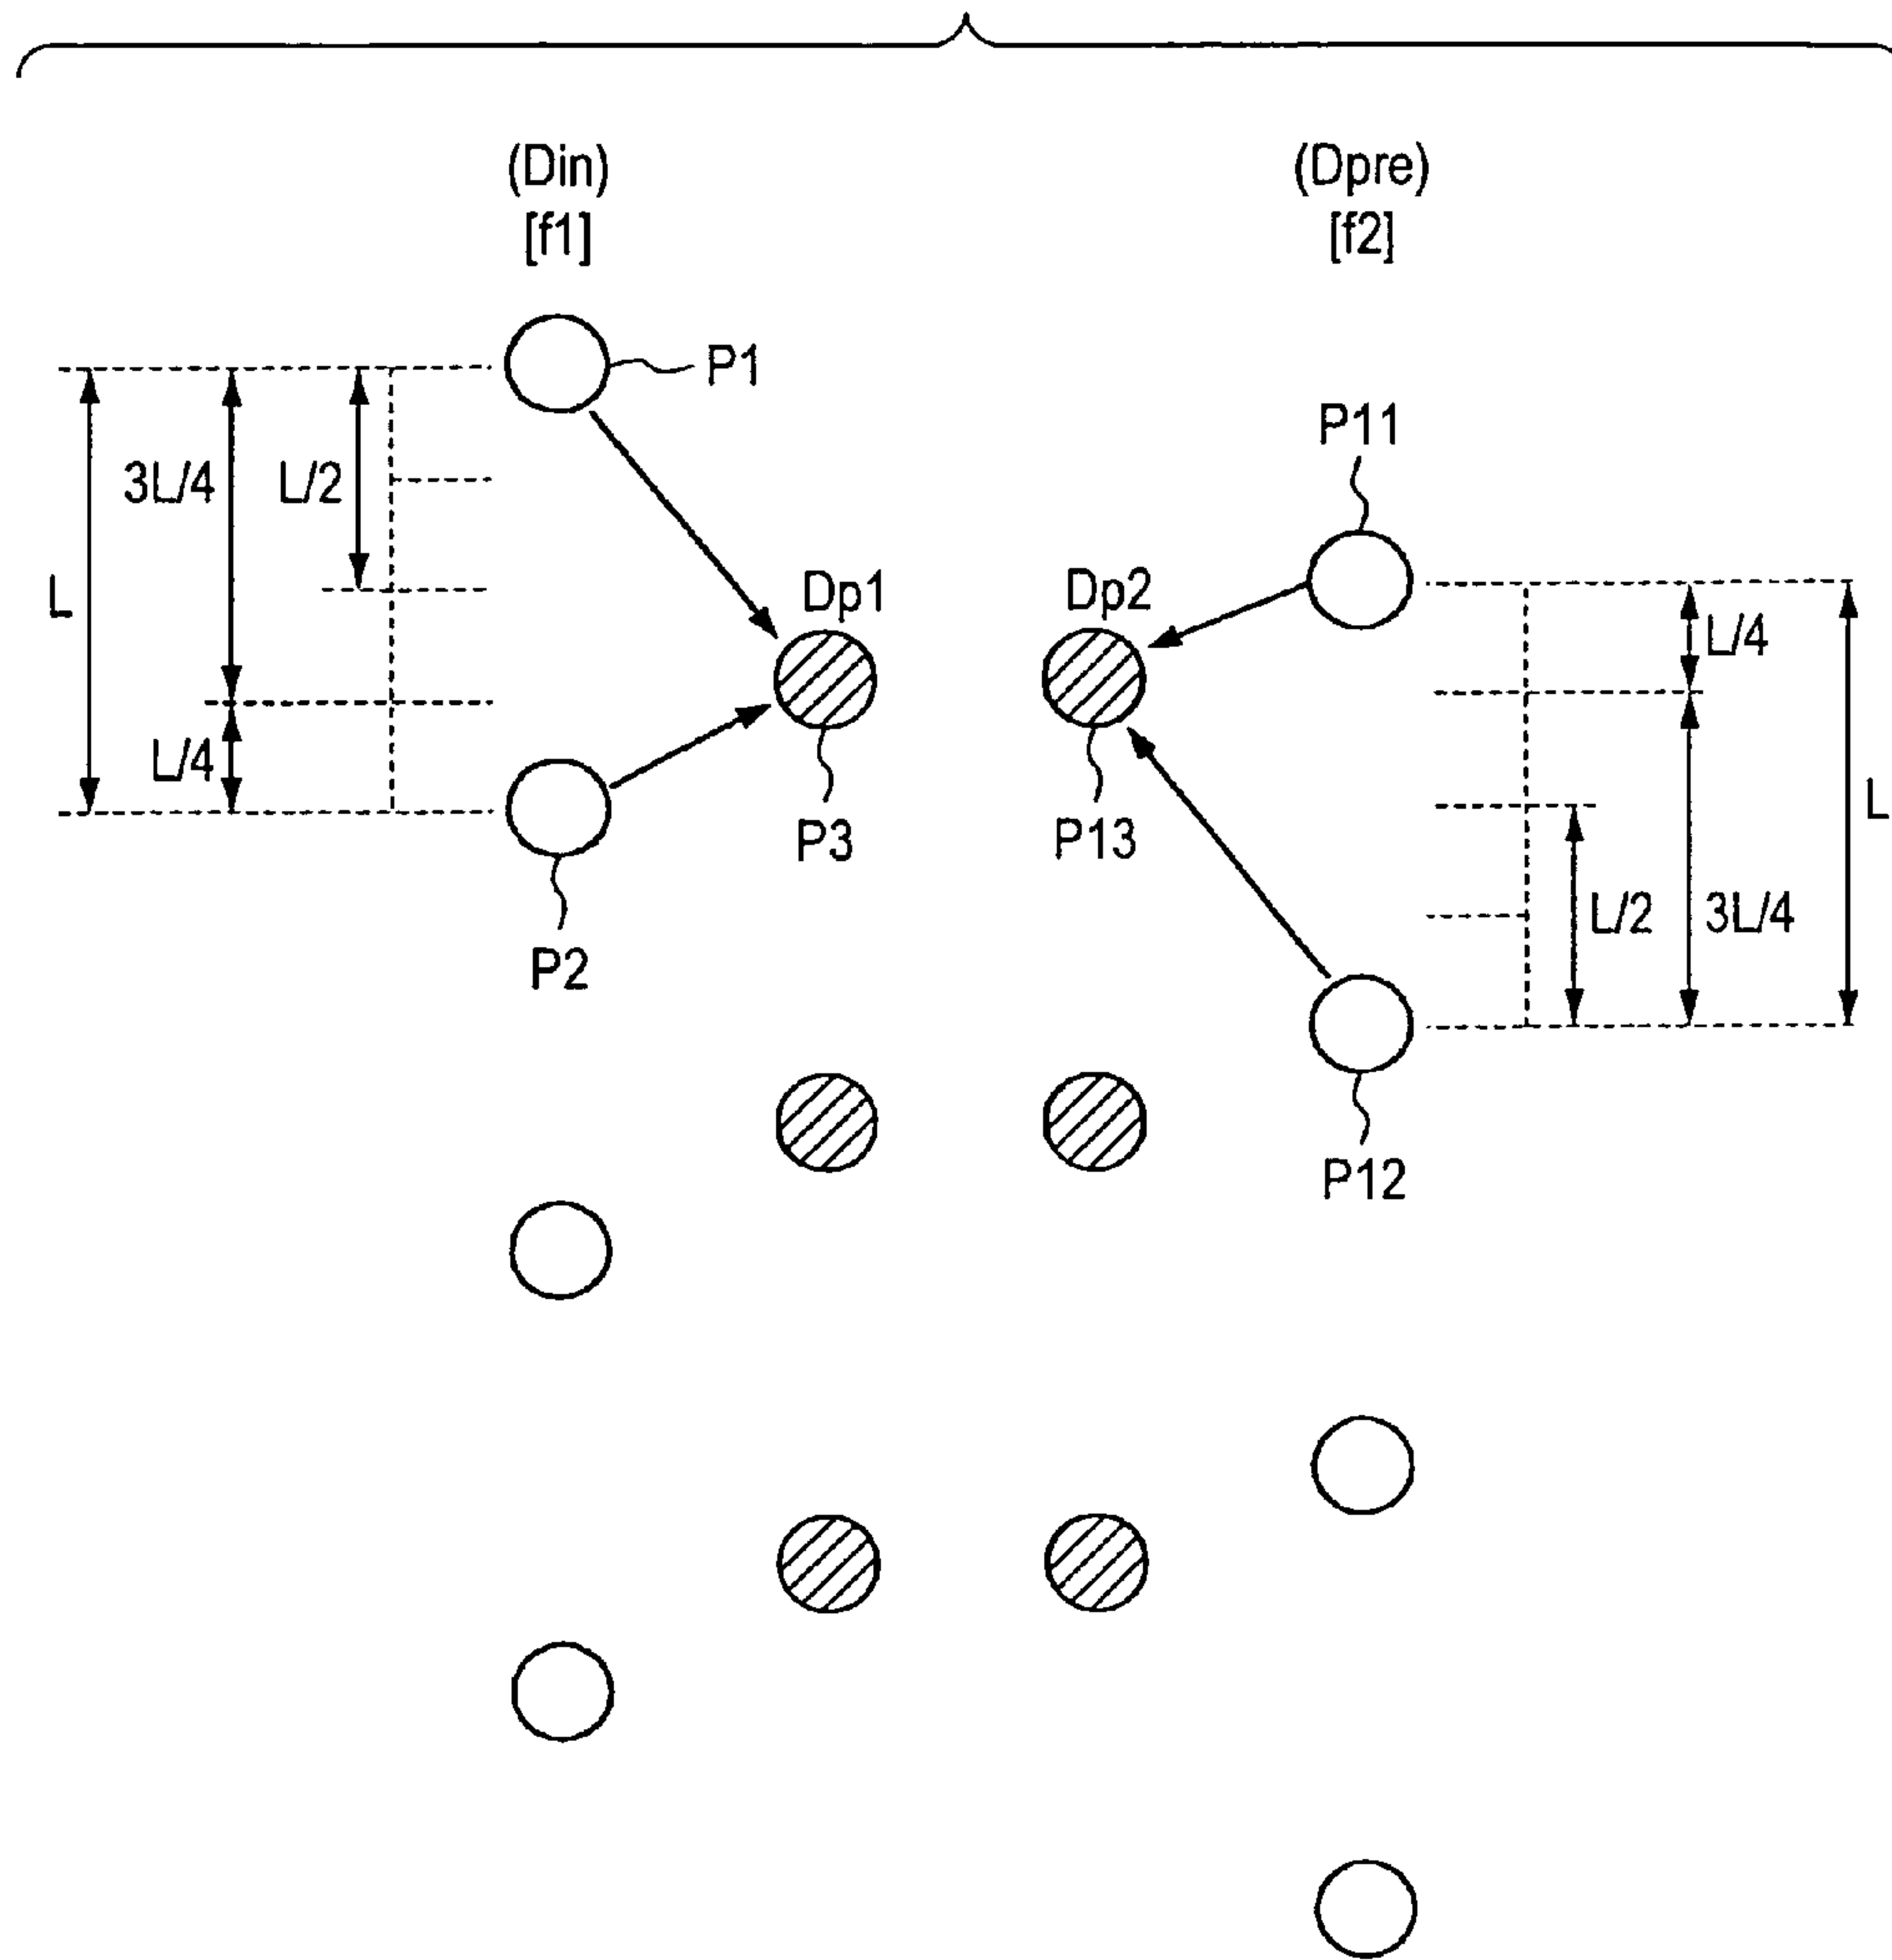 (Din)
[f1]
(Dpre)
[f2]
P1
P11
3L/4
L/2
L
Dp1
Dp2
L/4
L/4
P3
P13
L
P2
L/2
3L/4
P12